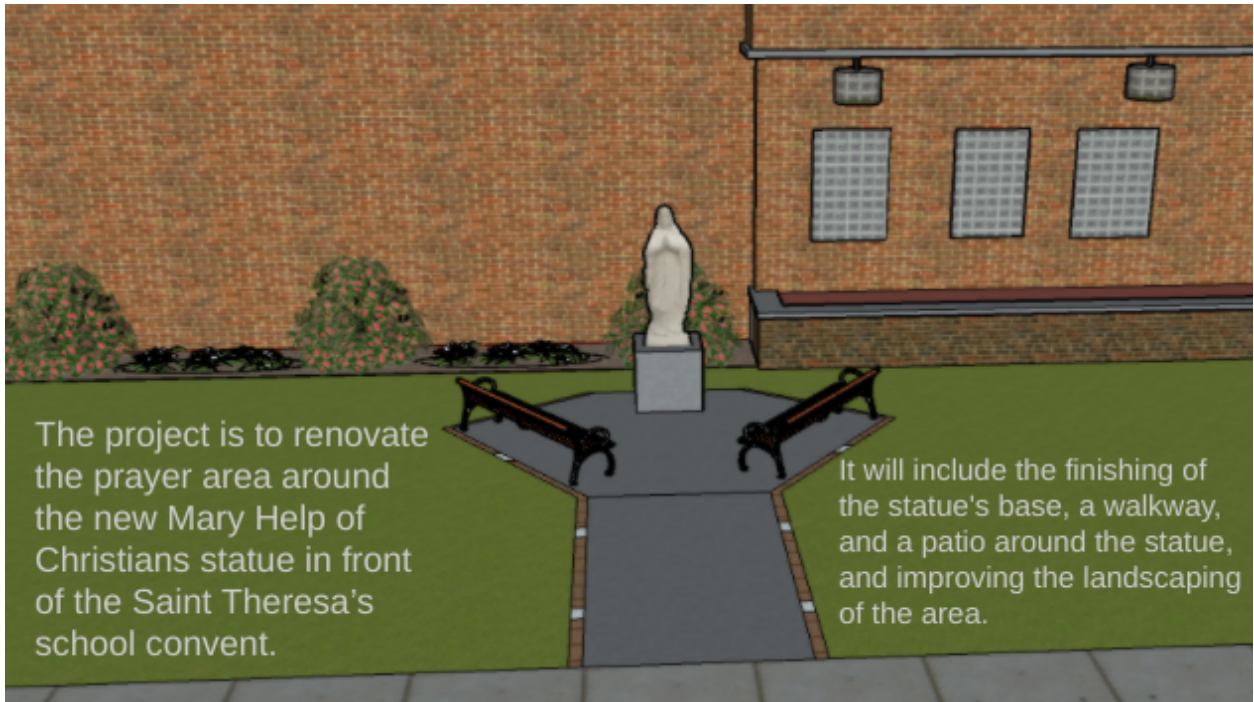 The project is to renovate
the prayer area around
the new Mary Help of
Christians statue in front
of the Saint Theresa’s
school convent.
It will include the finishing of
the statue's base, a walkway,
and a patio around the statue,
and improving the landscaping
of the area.